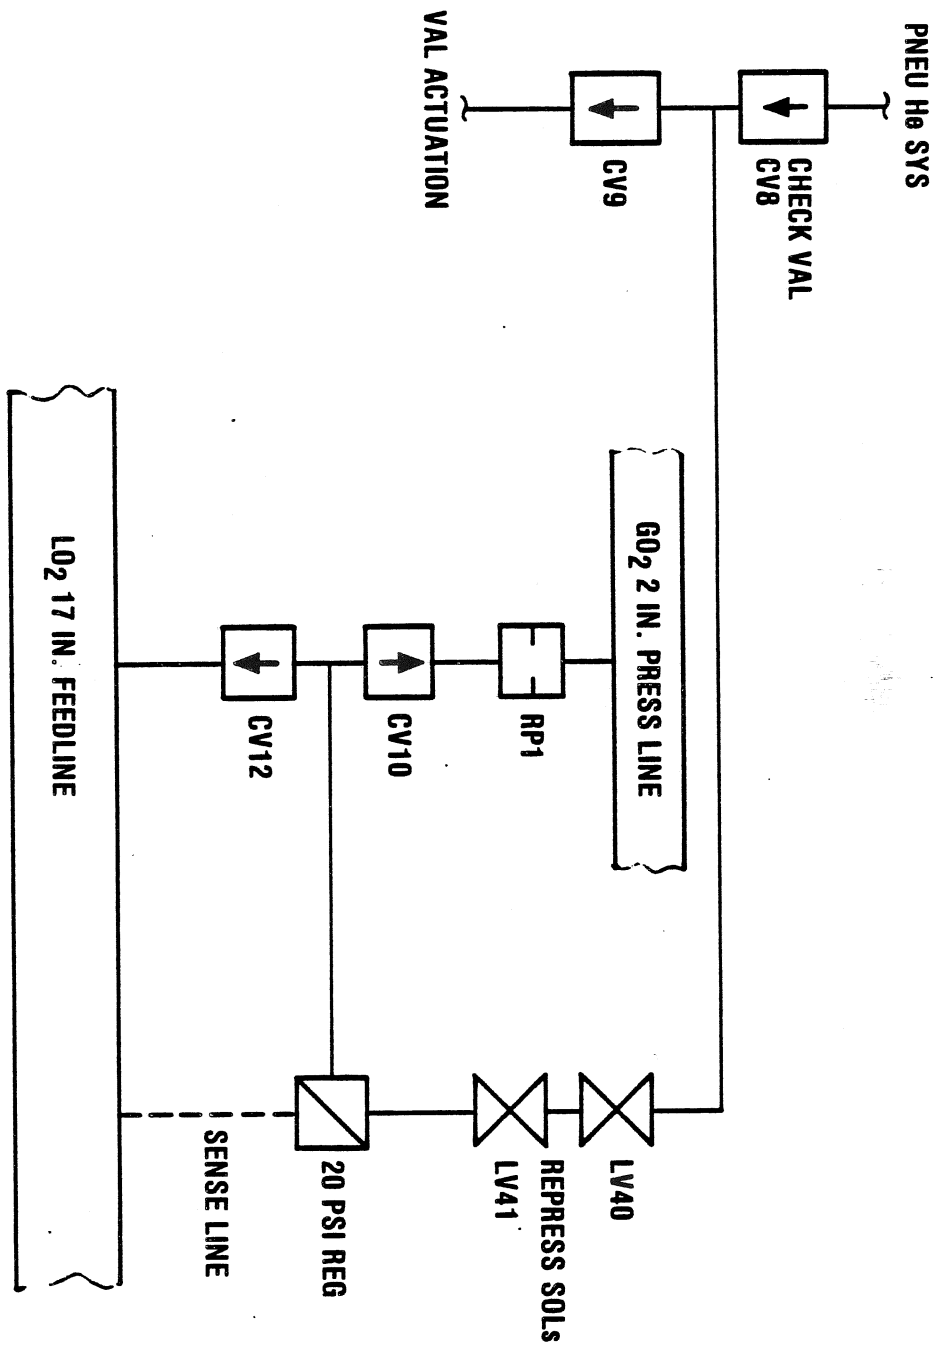 PNEU He SYS
CHECK VAL
CV8
CV9
VAL ACTUATION
GO2 2 IN. PRESS LINE
RP1
CV10
CV12
LO2 17 IN. FEEDLINE
LV40
REPRESS SOLs
LV41
20 PSI REG
SENSE LINE